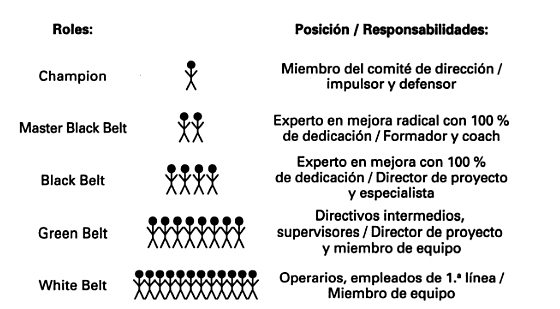 Roles:
Posición / Responsabilidades:
Champion
Miembro del comité de dirección /
impulsor y defensor
Master Black Belt
Experto en mejora radical con 100 %
de dedicación / Formador y coach
Black Belt
Experto en mejora con 100 %
de dedicación / Director de proyecto
y especialista
Green Belt
Directivos intermedios,
supervisores / Director de proyecto
y miembro de equipo
White Belt
Operarios, empleados de 1.ª línea /
Miembro de equipo